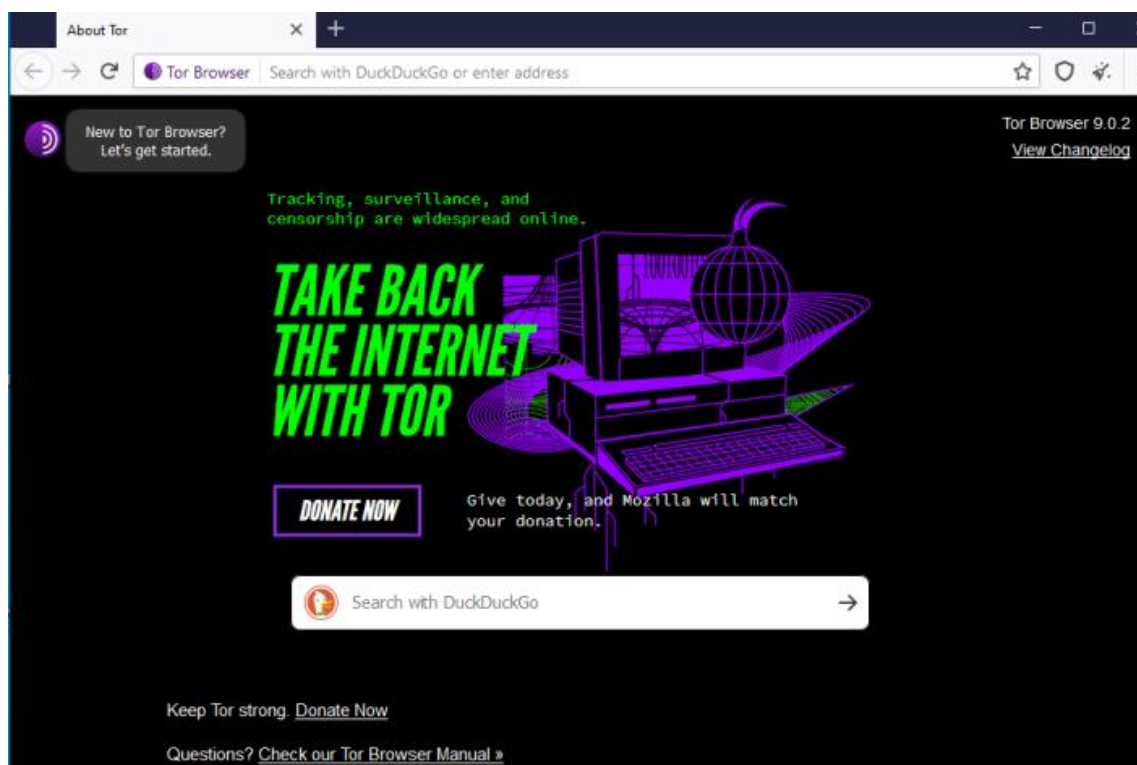 About Tor
Tor Browser
Search with DuckDuckGo or enter address
New to Tor Browser?
Let's get started.
Tor Browser 9.0.2
View Changelog
Tracking, surveillance, and
censorship are widespread online.
TAKE BACK
THE INTERNET
WITH TOR
DONATE NOW
Give today, and Mozilla will match
your donation.
Search with DuckDuckGo
Keep Tor strong. Donate Now
Questions? Check our Tor Browser Manual »